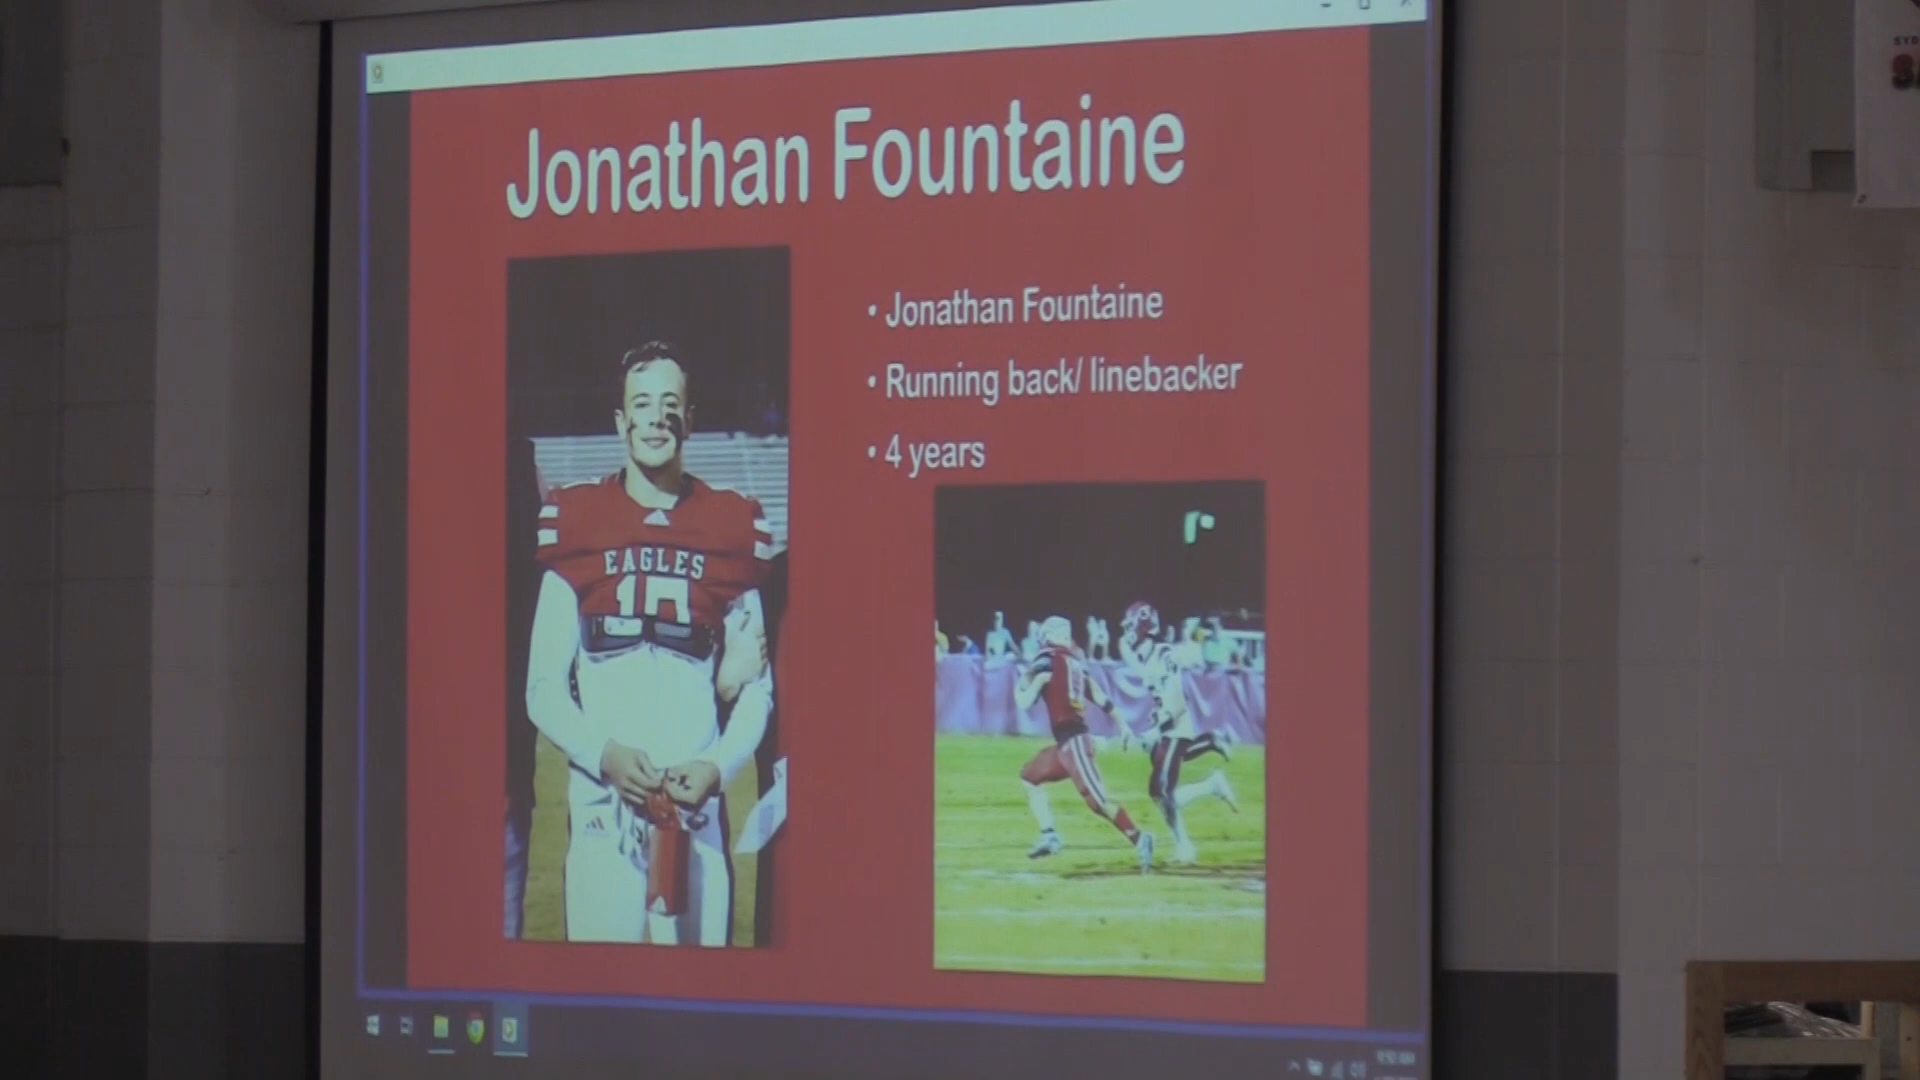 Jonathan Fountaine
• Jonathan Fountaine
• Running back/ linebacker
• 4 years
EAGLES